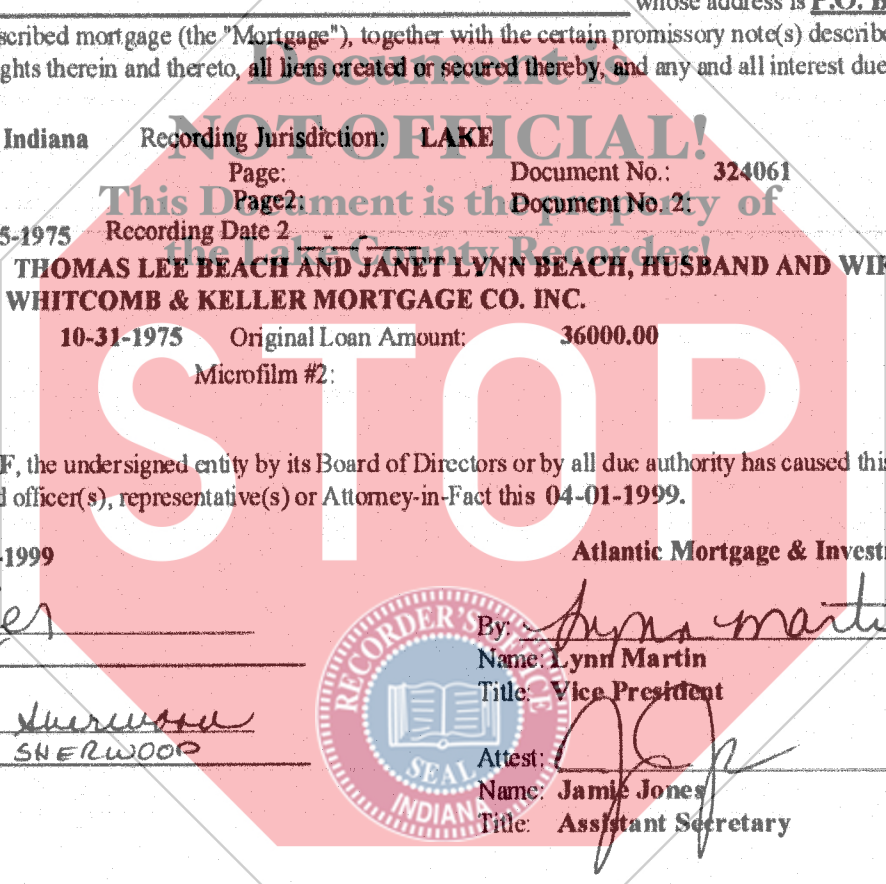 whose address is P.O. B
scribed mortgage (the "Mortgage"), together with the certain promissory note(s) describe
ghts therein and thereto, all liens created or secured thereby, and any and all interest due
Document is
NOT OFFICIAL!
This Document is the property of
the Lake County Recorder!
Indiana Recording Jurisdiction: LAKE
Page: Document No.: 324061
Page2: Document No. 2:
5-1975 Recording Date 2 _ - _ - _
THOMAS LEE BEACH AND JANET LYNN BEACH, HUSBAND AND WIF
WHITCOMB & KELLER MORTGAGE CO. INC.
10-31-1975 Original Loan Amount: 36000.00
Microfilm #2:
STOP
F, the undersigned entity by its Board of Directors or by all due authority has caused this
d officer(s), representative(s) or Attorney-in-Fact this 04-01-1999.
-1999 Atlantic Mortgage & Investi
By: Lynn Marti
Name: Lynn Martin
Title: Vice President
Sherwood
SHERWOOD
Attest:
Name: Jamie Jones
Title: Assistant Secretary
RECORDER'S OFFICE
SEAL
INDIANA